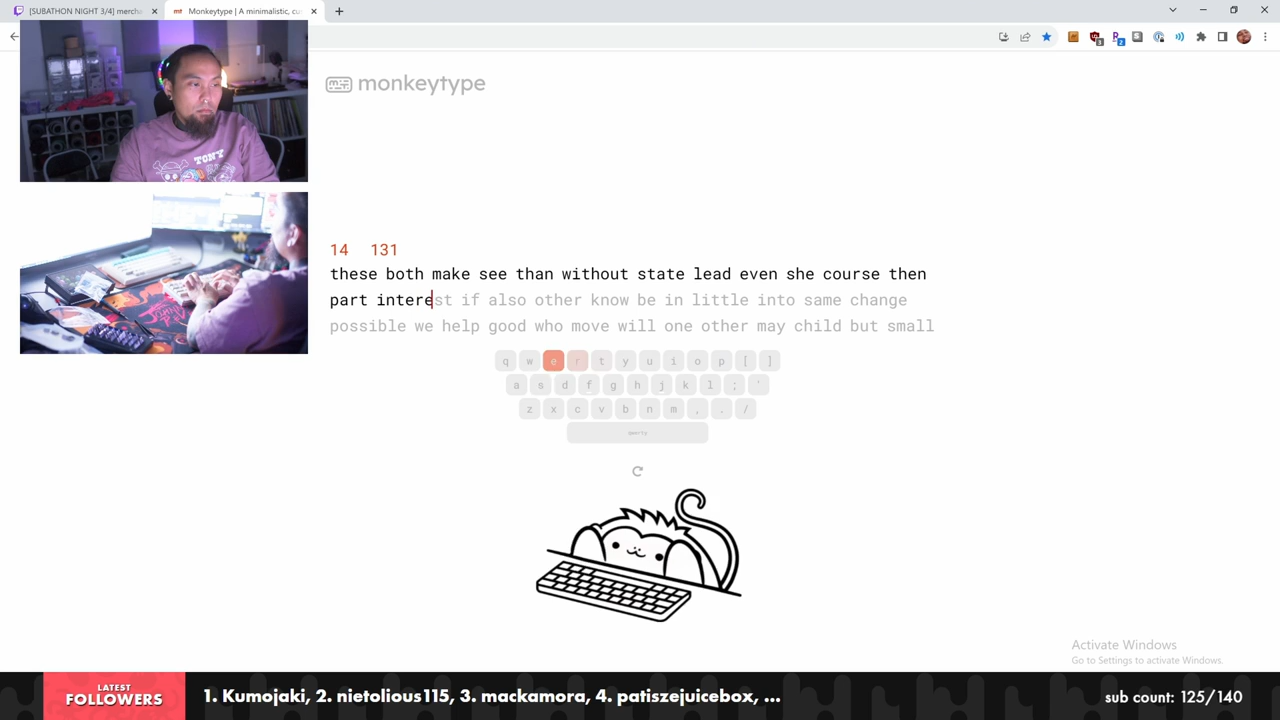 [SUBATHON NIGHT 3/4] mercha
Monkeytype | A minimalistic, cu
monkeytype
TONY
14 131
these both make see than without state lead even she course then
part interest if also other know be in little into same change
possible we help good who move will one other may child but small
q w e r t y u i o p [ ]
a s d f g h j k l ; '
z x c v b n m , . /
qwerty
Activate Windows
Go to Settings to activate Windows.
LATEST
FOLLOWERS
1. Kumojaki, 2. nietolious115, 3. mackamora, 4. patiszejuicebox, ...
sub count: 125/140